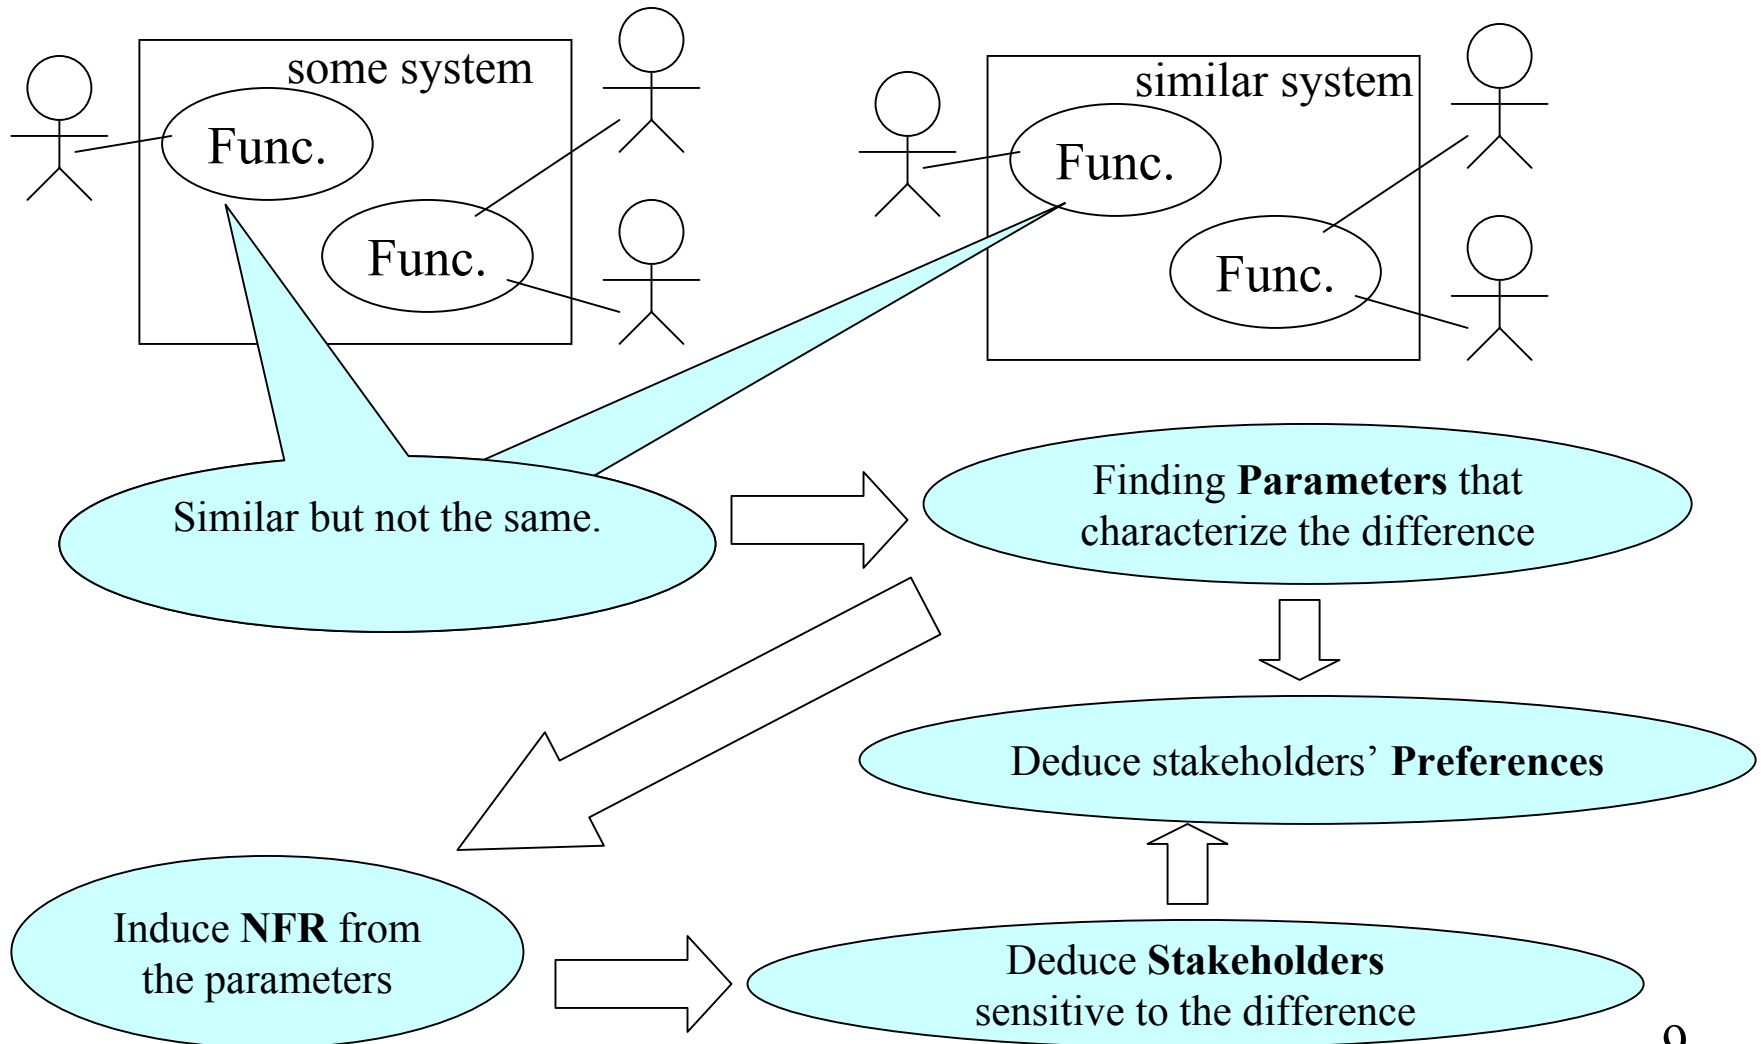 some system
Func.
Func.
similar system
Func.
Func.
Similar but not the same.
Finding Parameters that
characterize the difference
Deduce stakeholders’ Preferences
Induce NFR from
the parameters
Deduce Stakeholders
sensitive to the difference